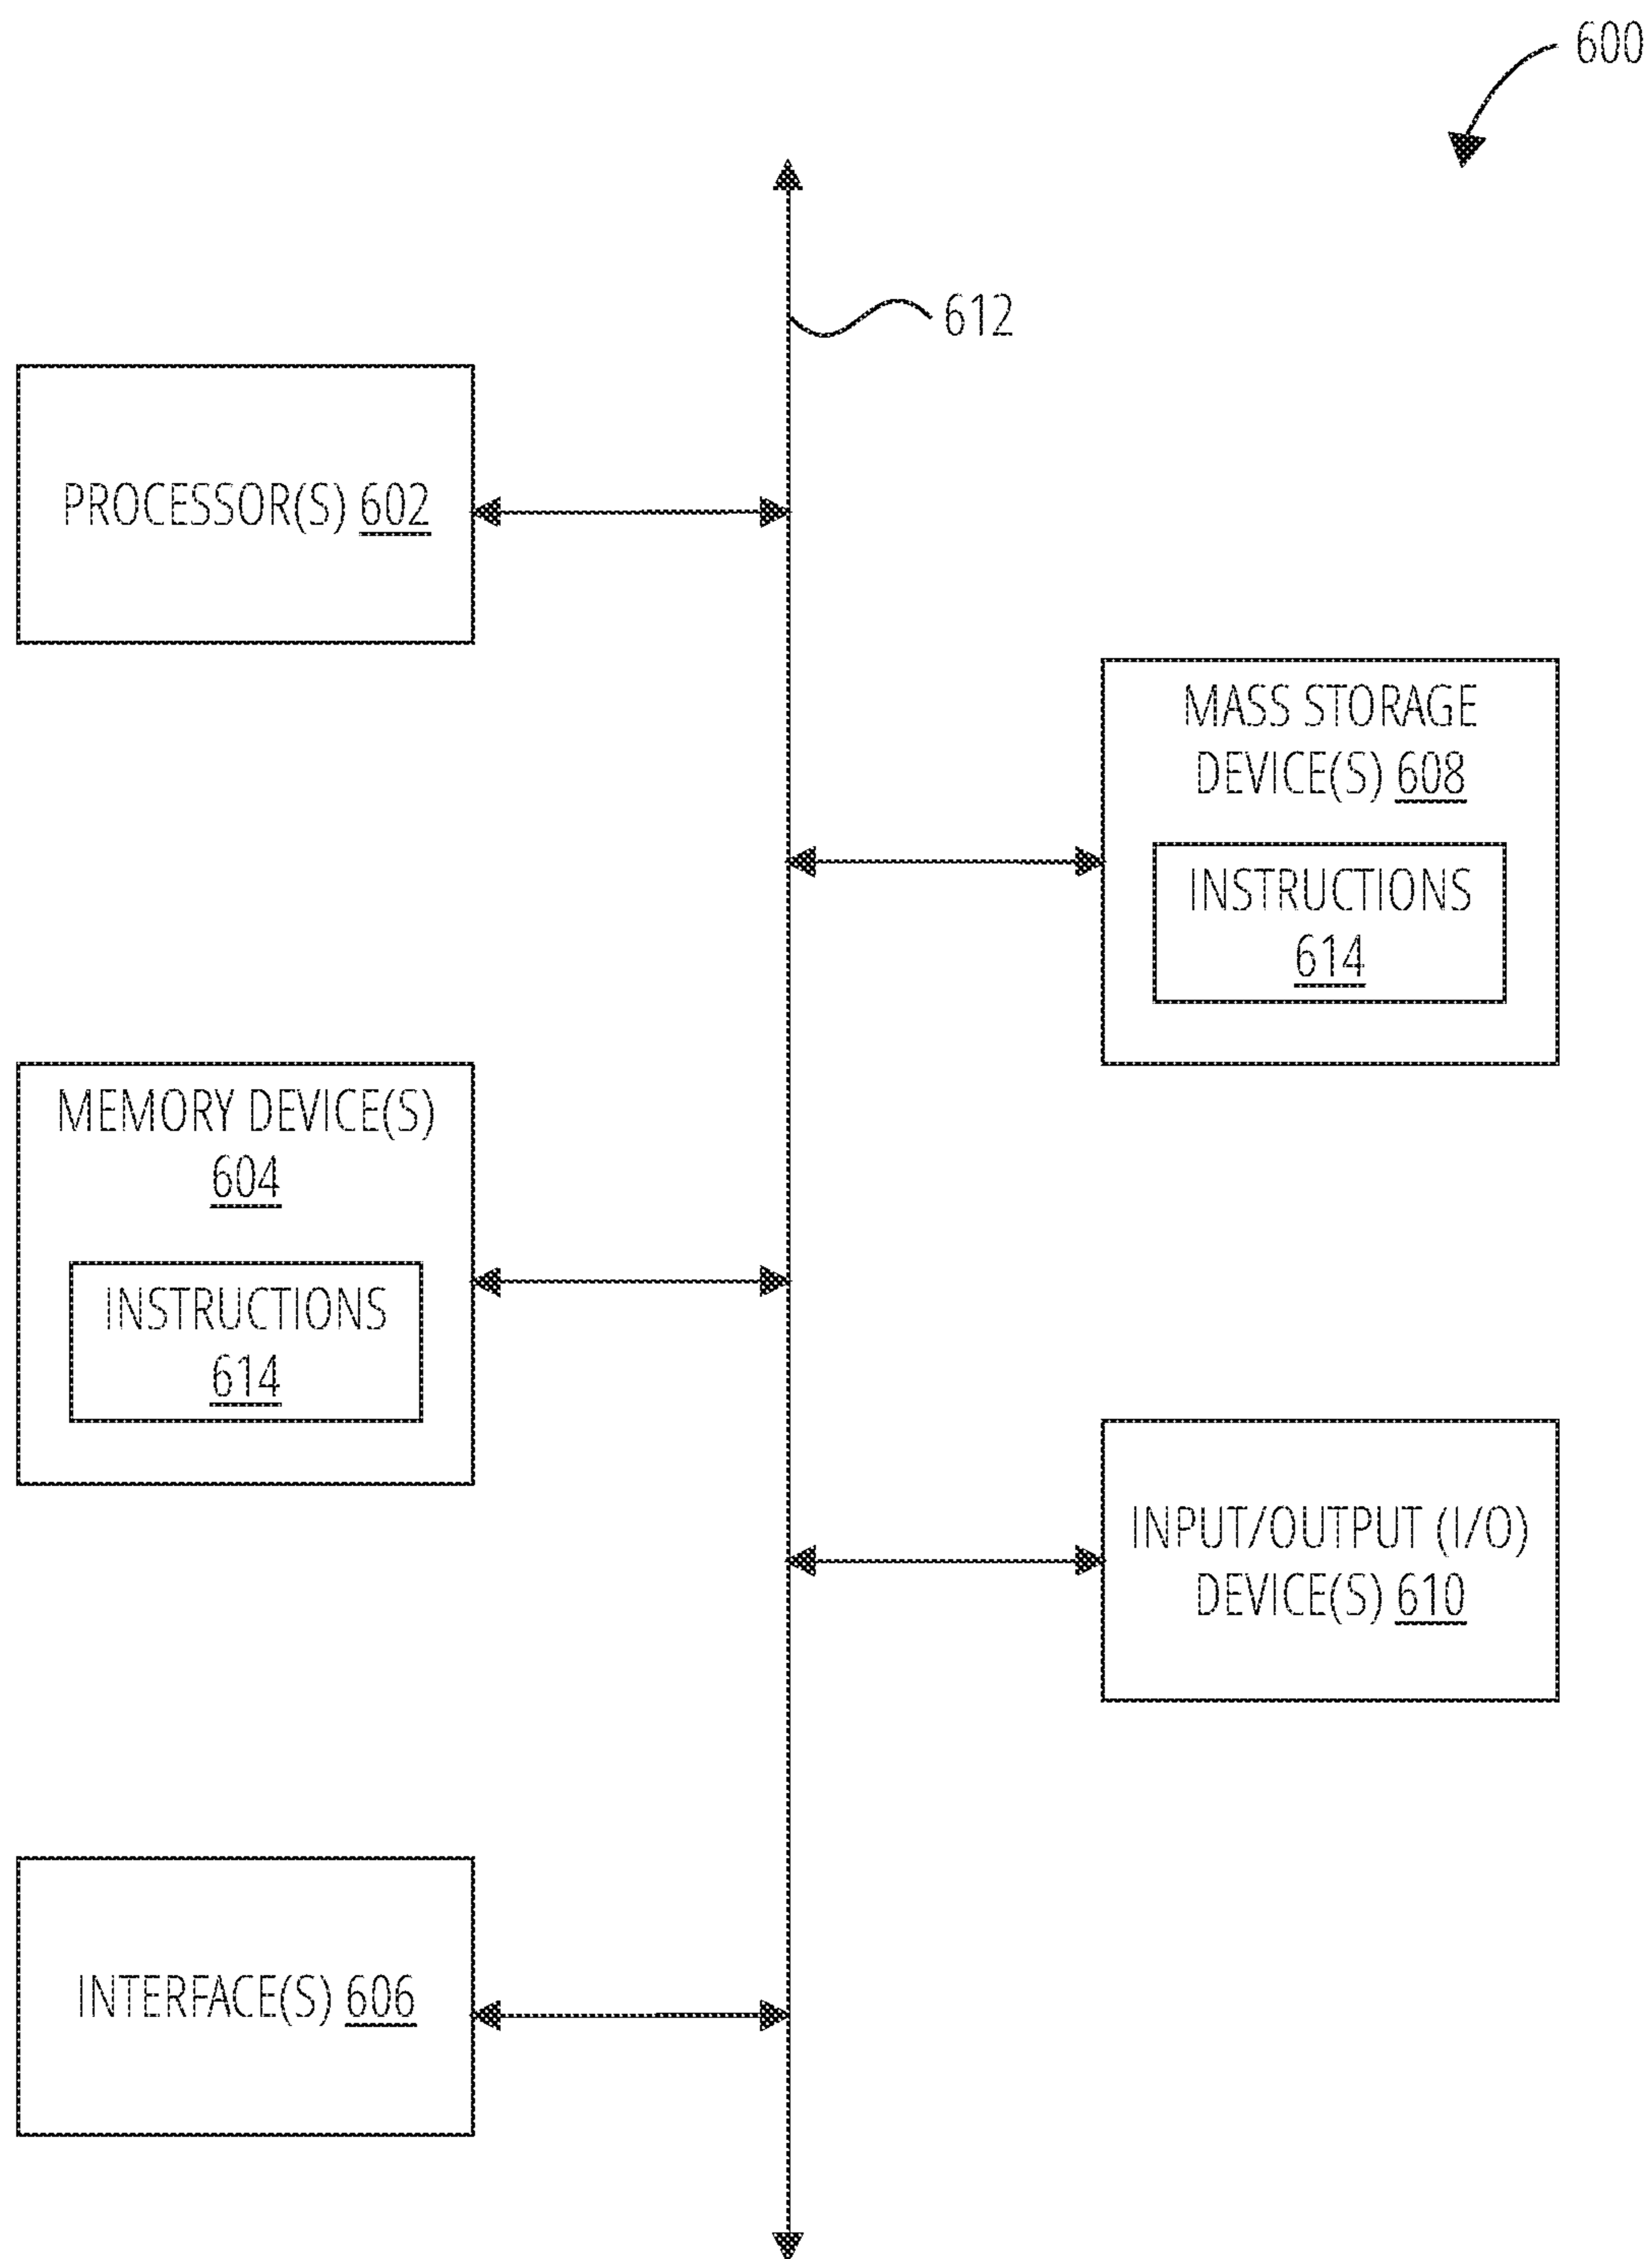 600
612
PROCESSOR(S) 602
MASS STORAGE
DEVICE(S) 608
INSTRUCTIONS
614
MEMORY DEVICE(S)
604
INSTRUCTIONS
614
INPUT/OUTPUT (I/O)
DEVICE(S) 610
INTERFACE(S) 606